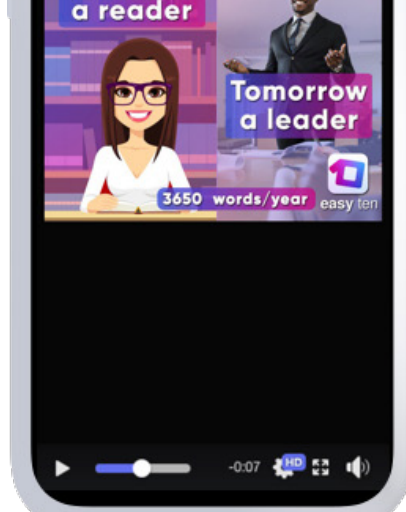 a reader
Tomorrow
a leader
3650 words/year
easy ten
-0:07
HD